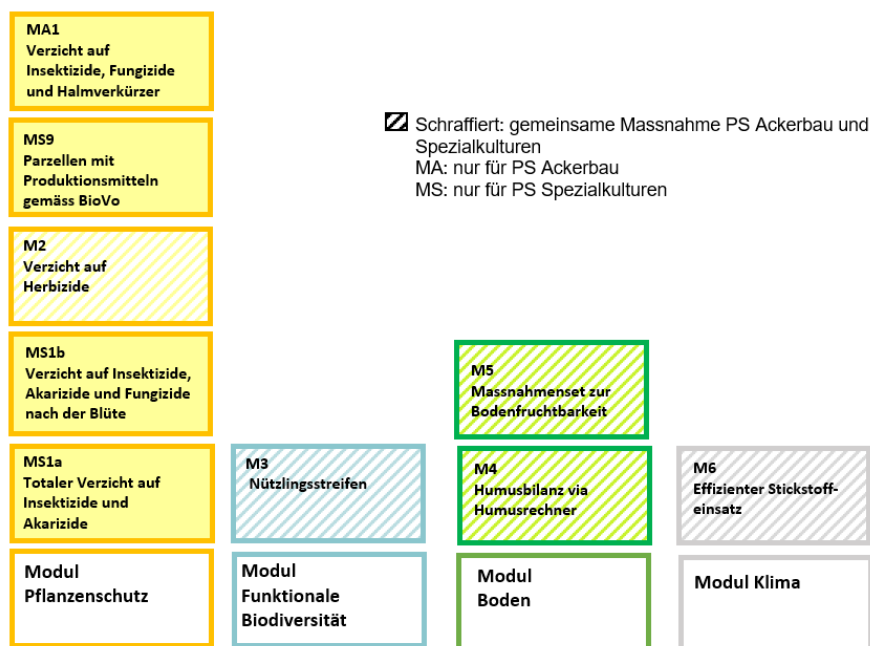 MA1
Verzicht auf
Insektizide, Fungizide
und Halmverkürzer
MS9
Parzellen mit
Produktionsmitteln
gemäss BioVo
M2
Verzicht auf
Herbizide
MS1b
Verzicht auf Insektizide,
Akarizide und Fungizide
nach der Blüte
MS1a
Totaler Verzicht auf
Insektizide und
Akarizide
Modul
Pflanzenschutz
Schraffiert: gemeinsame Massnahme PS Ackerbau und
Spezialkulturen
MA: nur für PS Ackerbau
MS: nur für PS Spezialkulturen
M3
Nützlingsstreifen
Modul
Funktionale
Biodiversität
M5
Massnahmenset zur
Bodenfruchtbarkeit
M4
Humusbilanz via
Humusrechner
Modul
Boden
M6
Effizienter Stickstoff-
einsatz
Modul Klima